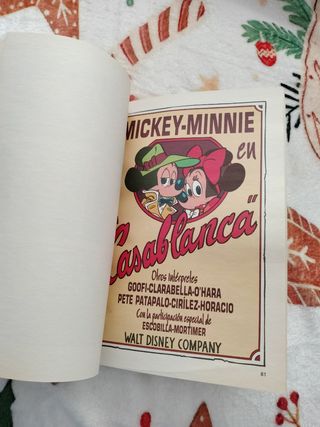 MICKEY-MINNIE
en
"Casablanca"
Otros intérpretes
GOOFI-CLARABELLA-O'HARA
PETE PATAPALO-CIRÍLEZ-HORACIO
Con la participación especial de
ESCOBILLA-MORTIMER
WALT DISNEY COMPANY
81